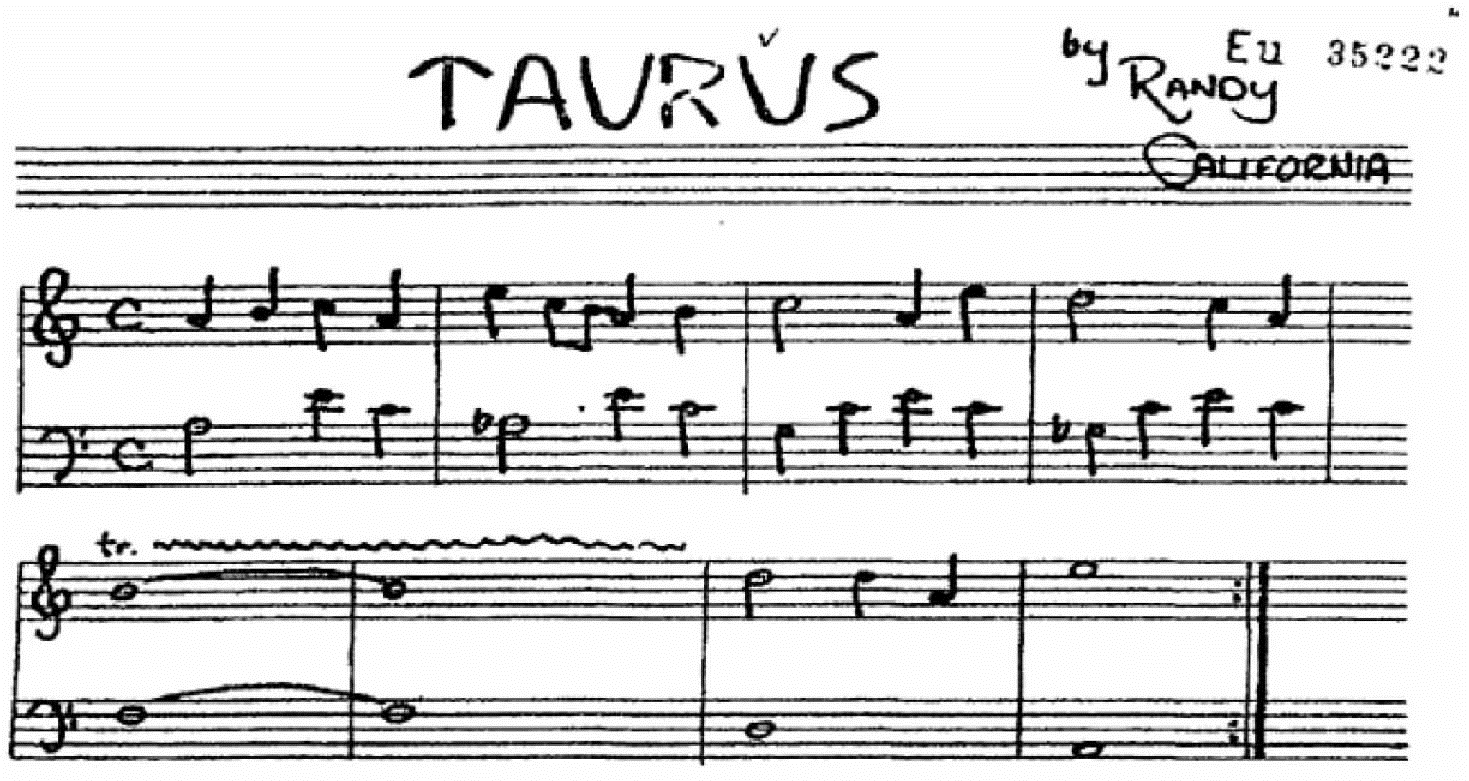 TAURUS
by RANDY
CALIFORNIA
Eu 35222
C
C
tr.